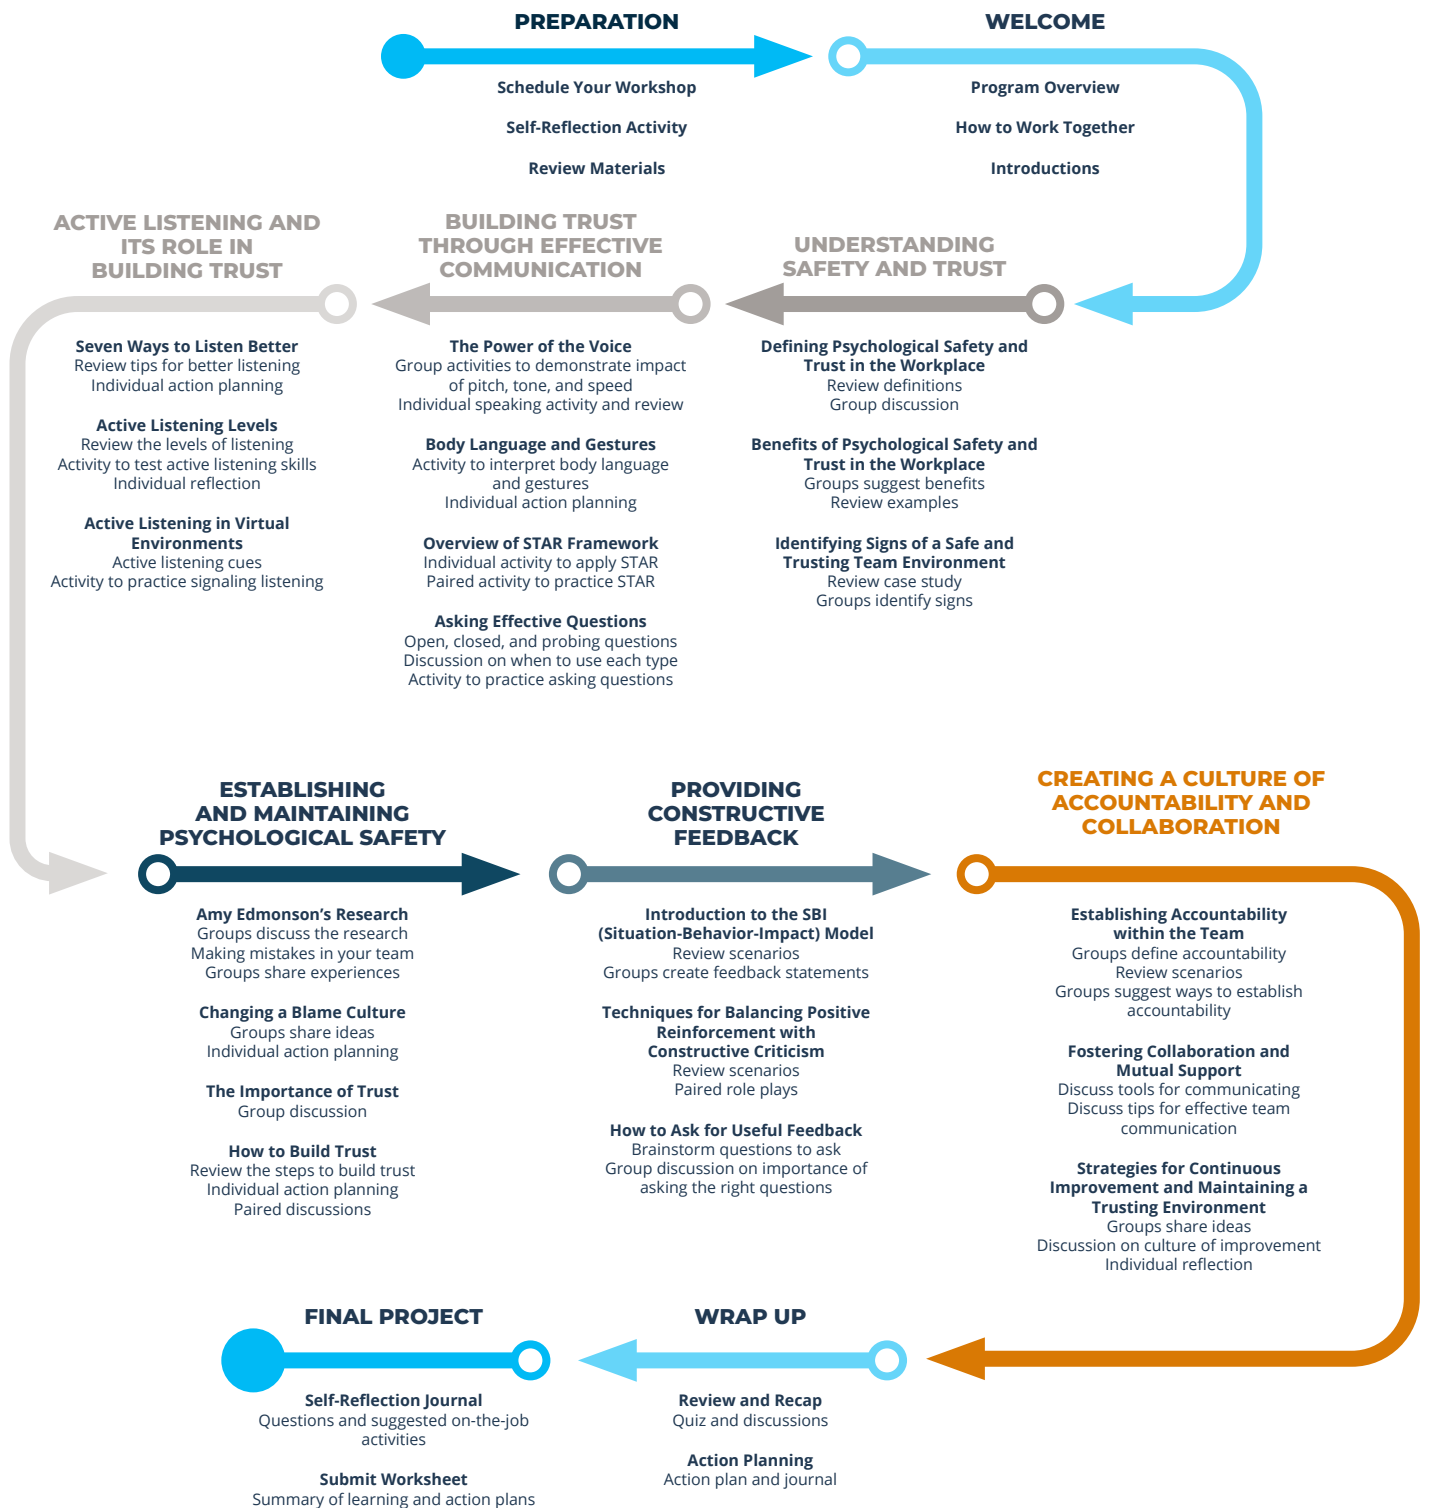 PREPARATION
Schedule Your Workshop
Self-Reflection Activity
Review Materials
WELCOME
Program Overview
How to Work Together
Introductions
UNDERSTANDING
SAFETY AND TRUST
Defining Psychological Safety and
Trust in the Workplace
Review definitions
Group discussion
Benefits of Psychological Safety and
Trust in the Workplace
Groups suggest benefits
Review examples
Identifying Signs of a Safe and
Trusting Team Environment
Review case study
Groups identify signs
BUILDING TRUST
THROUGH EFFECTIVE
COMMUNICATION
The Power of the Voice
Group activities to demonstrate impact
of pitch, tone, and speed
Individual speaking activity and review
Body Language and Gestures
Activity to interpret body language
and gestures
Individual action planning
Overview of STAR Framework
Individual activity to apply STAR
Paired activity to practice STAR
Asking Effective Questions
Open, closed, and probing questions
Discussion on when to use each type
Activity to practice asking questions
ACTIVE LISTENING AND
ITS ROLE IN
BUILDING TRUST
Seven Ways to Listen Better
Review tips for better listening
Individual action planning
Active Listening Levels
Review the levels of listening
Activity to test active listening skills
Individual reflection
Active Listening in Virtual
Environments
Active listening cues
Activity to practice signaling listening
ESTABLISHING
AND MAINTAINING
PSYCHOLOGICAL SAFETY
Amy Edmonson's Research
Groups discuss the research
Making mistakes in your team
Groups share experiences
Changing a Blame Culture
Groups share ideas
Individual action planning
The Importance of Trust
Group discussion
How to Build Trust
Review the steps to build trust
Individual action planning
Paired discussions
PROVIDING
CONSTRUCTIVE
FEEDBACK
Introduction to the SBI
(Situation-Behavior-Impact) Model
Review scenarios
Groups create feedback statements
Techniques for Balancing Positive
Reinforcement with
Constructive Criticism
Review scenarios
Paired role plays
How to Ask for Useful Feedback
Brainstorm questions to ask
Group discussion on importance of
asking the right questions
CREATING A CULTURE OF
ACCOUNTABILITY AND
COLLABORATION
Establishing Accountability
within the Team
Groups define accountability
Review scenarios
Groups suggest ways to establish
accountability
Fostering Collaboration and
Mutual Support
Discuss tools for communicating
Discuss tips for effective team
communication
Strategies for Continuous
Improvement and Maintaining a
Trusting Environment
Groups share ideas
Discussion on culture of improvement
Individual reflection
WRAP UP
Review and Recap
Quiz and discussions
Action Planning
Action plan and journal
FINAL PROJECT
Self-Reflection Journal
Questions and suggested on-the-job
activities
Submit Worksheet
Summary of learning and action plans